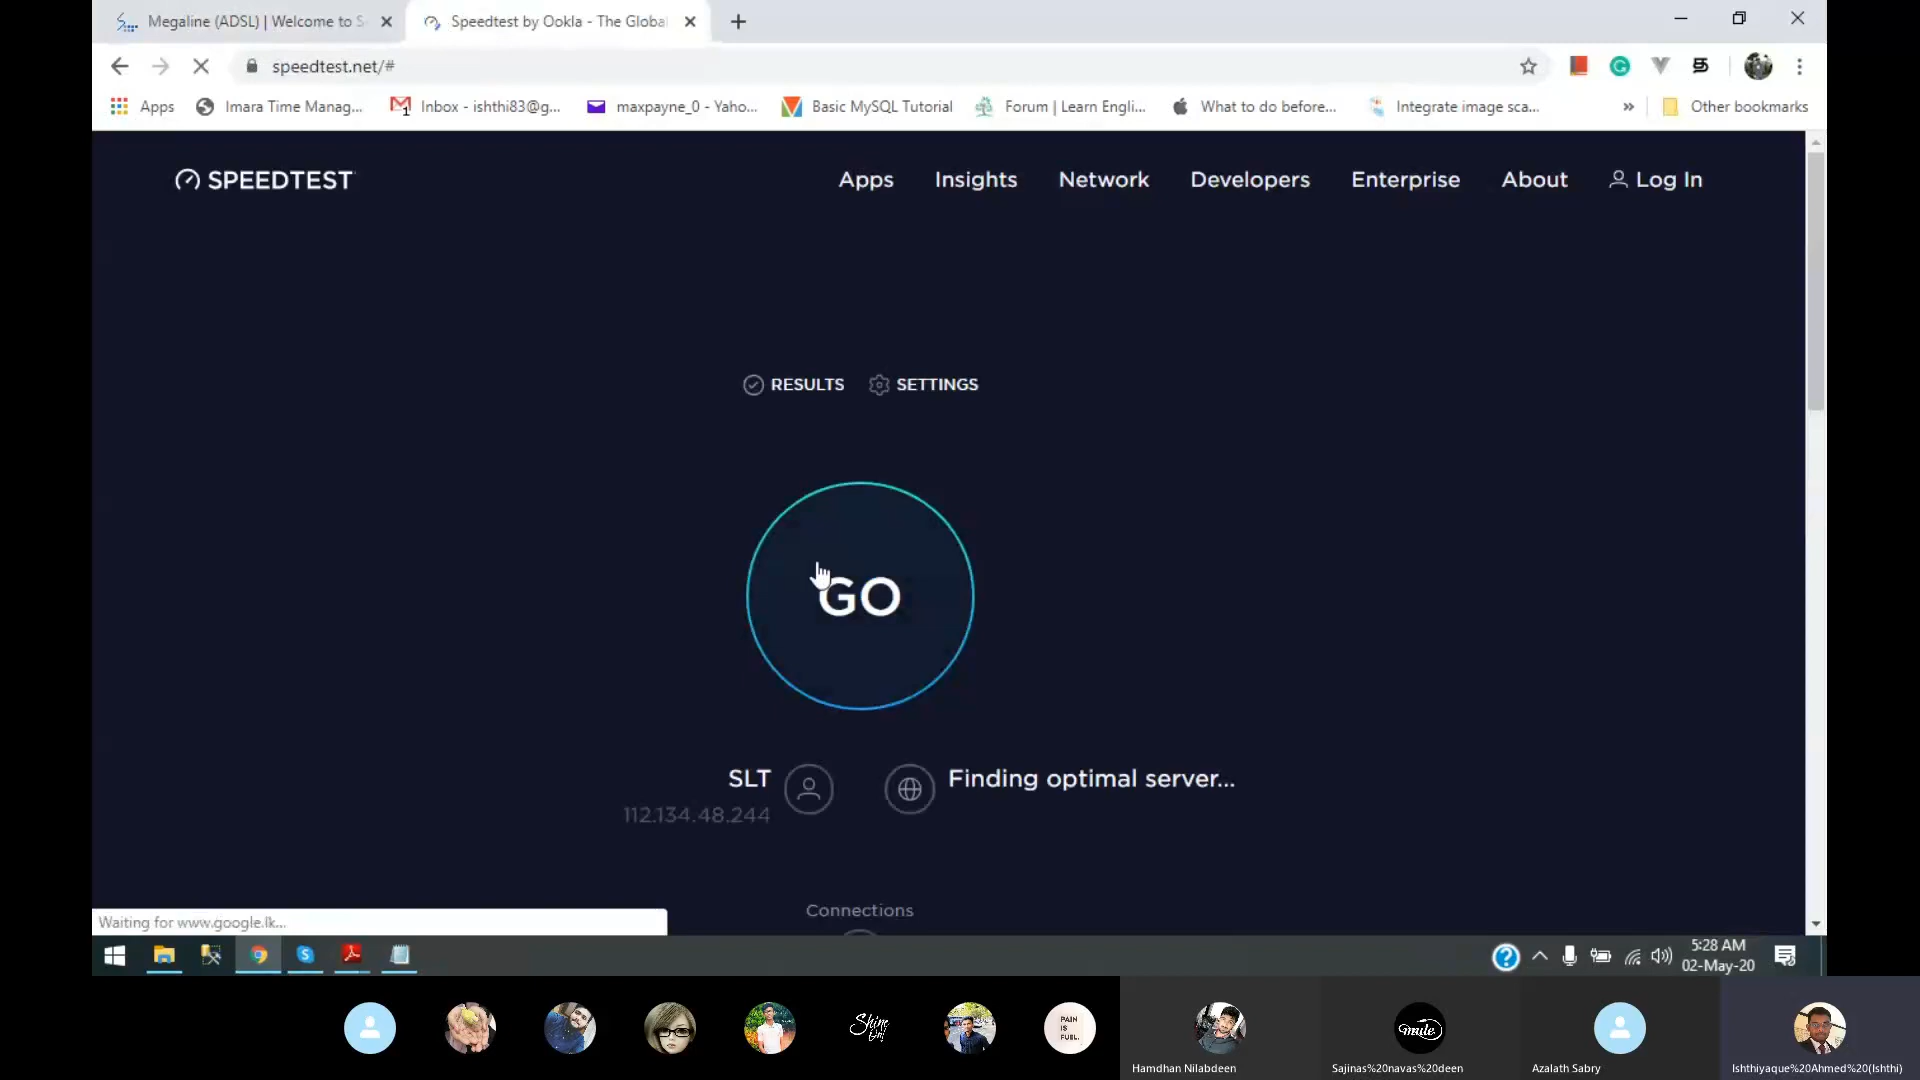 Megaline (ADSL) | Welcome to S
Speedtest by Ookla - The Global
speedtest.net/#
Apps
Imara Time Manag...
Inbox - ishthi83@g...
maxpayne_0 - Yaho...
Basic MySQL Tutorial
Forum | Learn Engli...
What to do before...
Integrate image sca...
»
Other bookmarks
SPEEDTEST
Apps
Insights
Network
Developers
Enterprise
About
Log In
RESULTS
SETTINGS
GO
SLT
112.134.48.244
Finding optimal server...
Connections
Waiting for www.google.lk...
5:28 AM
02-May-20
Shine
PAIN
IS
FUEL.
Hamdhan Nilabdeen
Sajinas%20navas%20deen
Azalath Sabry
Ishthiyaque%20Ahmed%20(Ishthi)